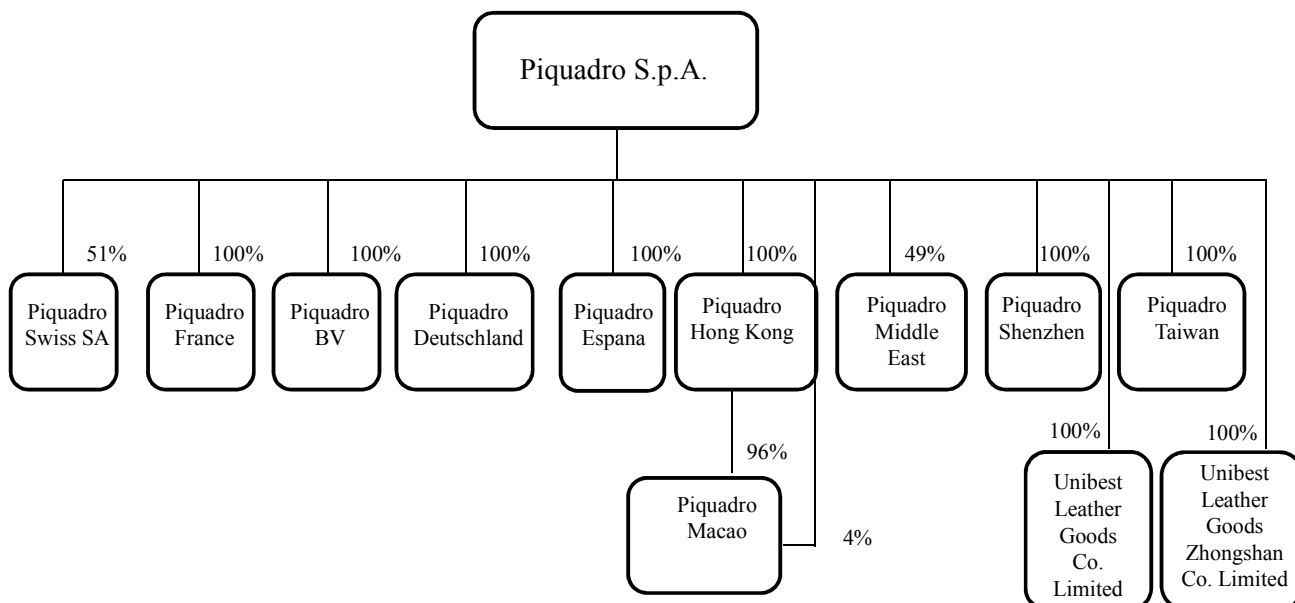 Piquadro S.p.A.
51%
100%
100%
100%
100%
100%
49%
100%
100%
Piquadro
Swiss SA
Piquadro
France
Piquadro
BV
Piquadro
Deutschland
Piquadro
Espana
Piquadro
Hong Kong
Piquadro
Middle
East
Piquadro
Shenzhen
Piquadro
Taiwan
96%
100%
100%
Piquadro
Macao
4%
Unibest
Leather
Goods
Co.
Limited
Unibest
Leather
Goods
Zhongshan
Co. Limited